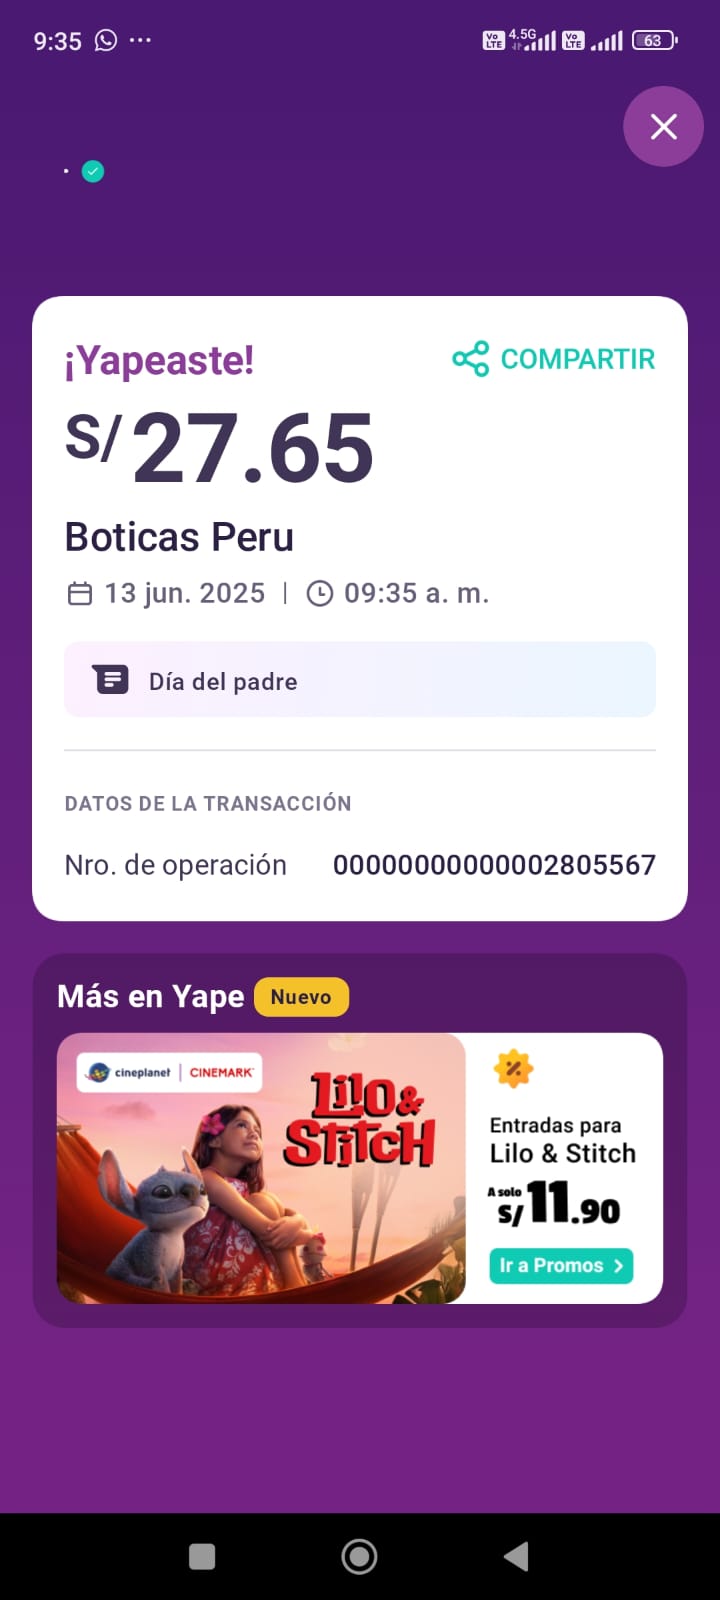 9:35
Vo LTE 4.5G Vo LTE 63
¡Yapeaste!
COMPARTIR
S/ 27.65
Boticas Peru
13 jun. 2025 | 09:35 a. m.
Día del padre
DATOS DE LA TRANSACCIÓN
Nro. de operación 00000000000002805567
Más en Yape Nuevo
cineplanet | CINEMARK
Lilo &
Stitch
Entradas para
Lilo & Stitch
A solo
S/ 11.90
Ir a Promos